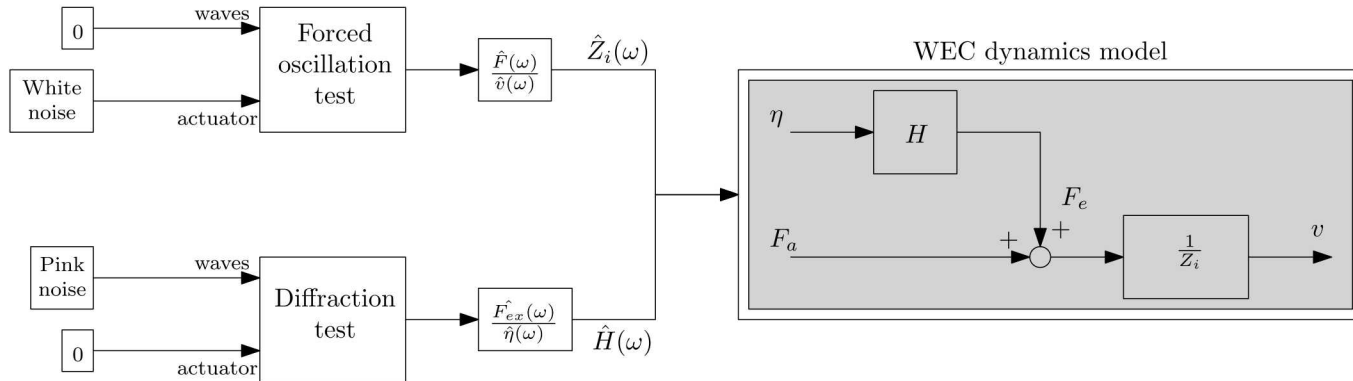 0
waves
White
noise
actuator
Forced
oscillation
test
F̂(ω)
v̂(ω)
Ẑ_i(ω)
Pink
noise
waves
0
actuator
Diffraction
test
F̂_ex(ω)
η̂(ω)
Ĥ(ω)
WEC dynamics model
η
H
F_e
F_a
+
+
1
Z_i
v